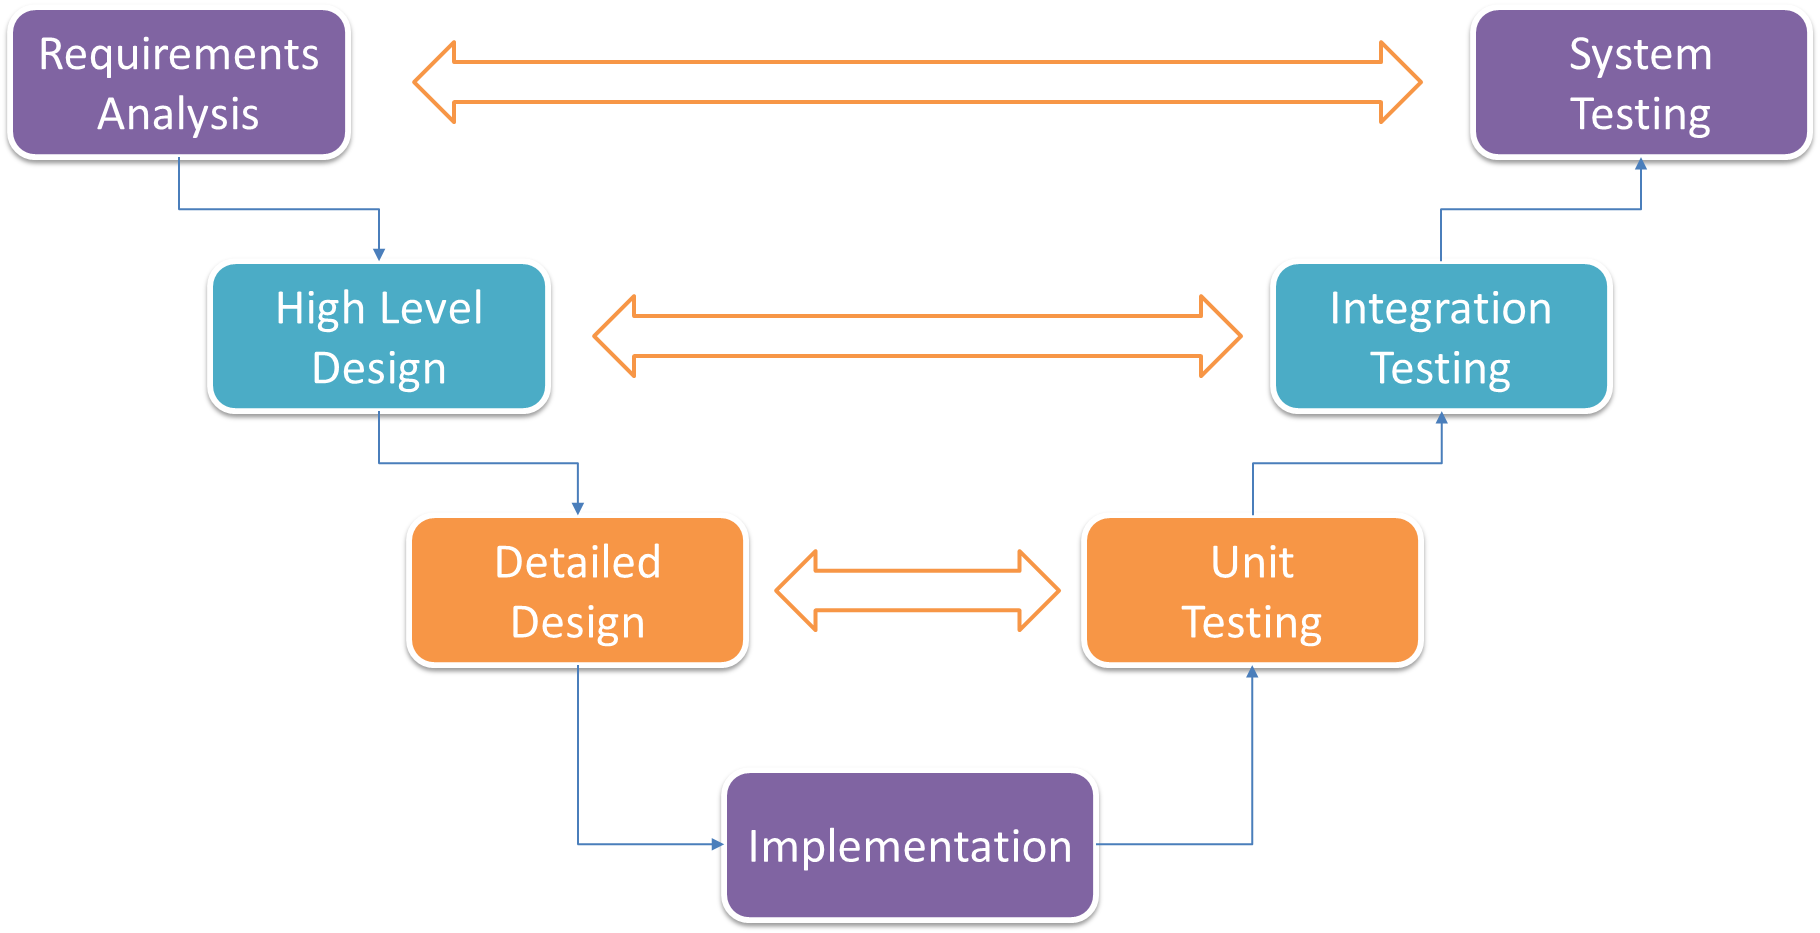 Requirements
Analysis
System
Testing
High Level
Design
Integration
Testing
Detailed
Design
Unit
Testing
Implementation